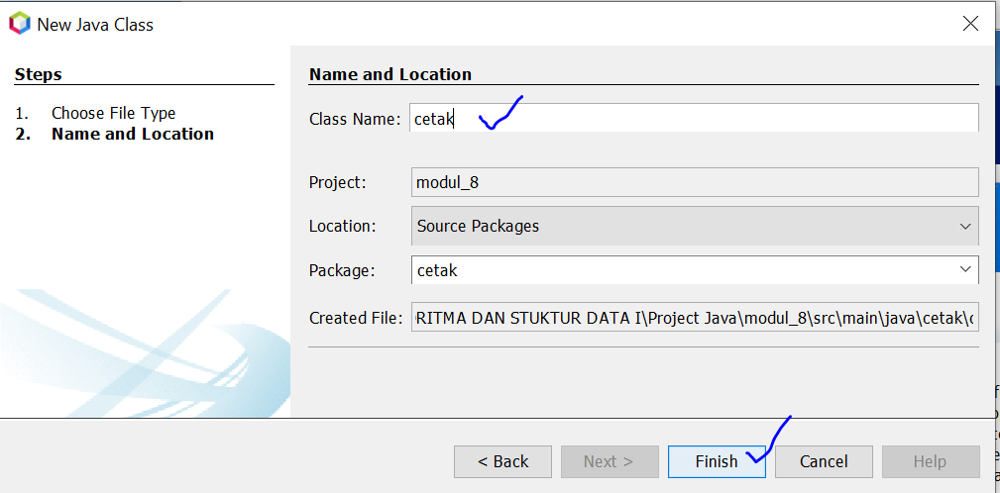 New Java Class
Steps
1. Choose File Type
2. Name and Location
Name and Location
Class Name: cetak
Project: modul_8
Location: Source Packages
Package: cetak
Created File: RITMA DAN STUKTUR DATA I\Project Java\modul_8\src\main\java\cetak\
< Back Next > Finish Cancel Help